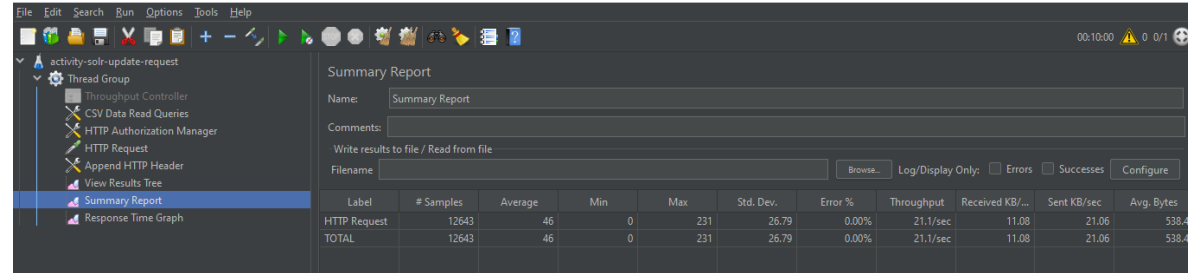 File Edit Search Run Options Tools Help
00:10:00 0 0/1
activity-solr-update-request
Thread Group
Throughput Controller
CSV Data Read Queries
HTTP Authorization Manager
HTTP Request
Append HTTP Header
View Results Tree
Summary Report
Response Time Graph
Summary Report
Name: Summary Report
Comments:
Write results to file / Read from file
Filename Browse... Log/Display Only: Errors Successes Configure
Label # Samples Average Min Max Std. Dev. Error % Throughput Received KB/... Sent KB/sec Avg. Bytes
HTTP Request 12643 46 0 231 26.79 0.00% 21.1/sec 11.08 21.06 538.4
TOTAL 12643 46 0 231 26.79 0.00% 21.1/sec 11.08 21.06 538.4